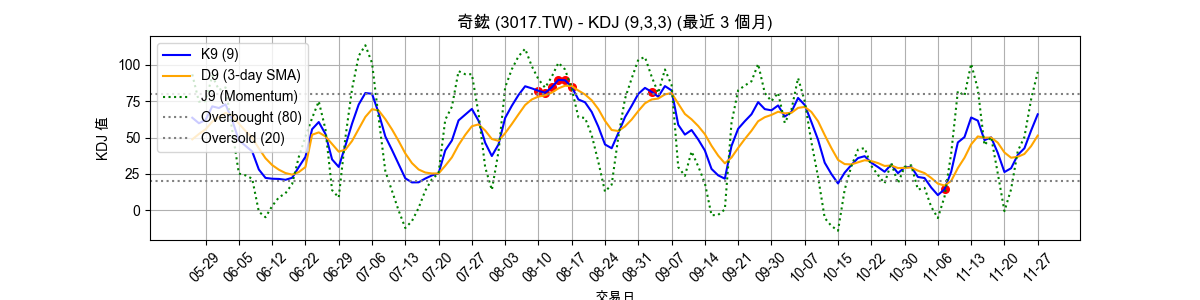 奇鋐 (3017.TW) - KDJ (9,3,3) (最近 3 個月)
K9 (9)
D9 (3-day SMA)
J9 (Momentum)
Overbought (80)
Oversold (20)
KDJ 值
100
75
50
25
0
05-29 06-05 06-12 06-22 06-29 07-06 07-13 07-20 07-27 08-03 08-10 08-17 08-24 08-31 09-07 09-14 09-21 09-30 10-07 10-15 10-22 10-30 11-06 11-13 11-20 11-27
交易日